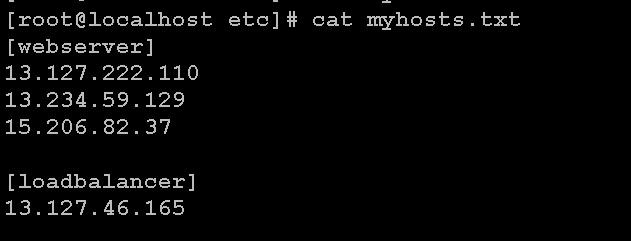 [root@localhost etc]# cat myhosts.txt
[webserver]
13.127.222.110
13.234.59.129
15.206.82.37

[loadbalancer]
13.127.46.165